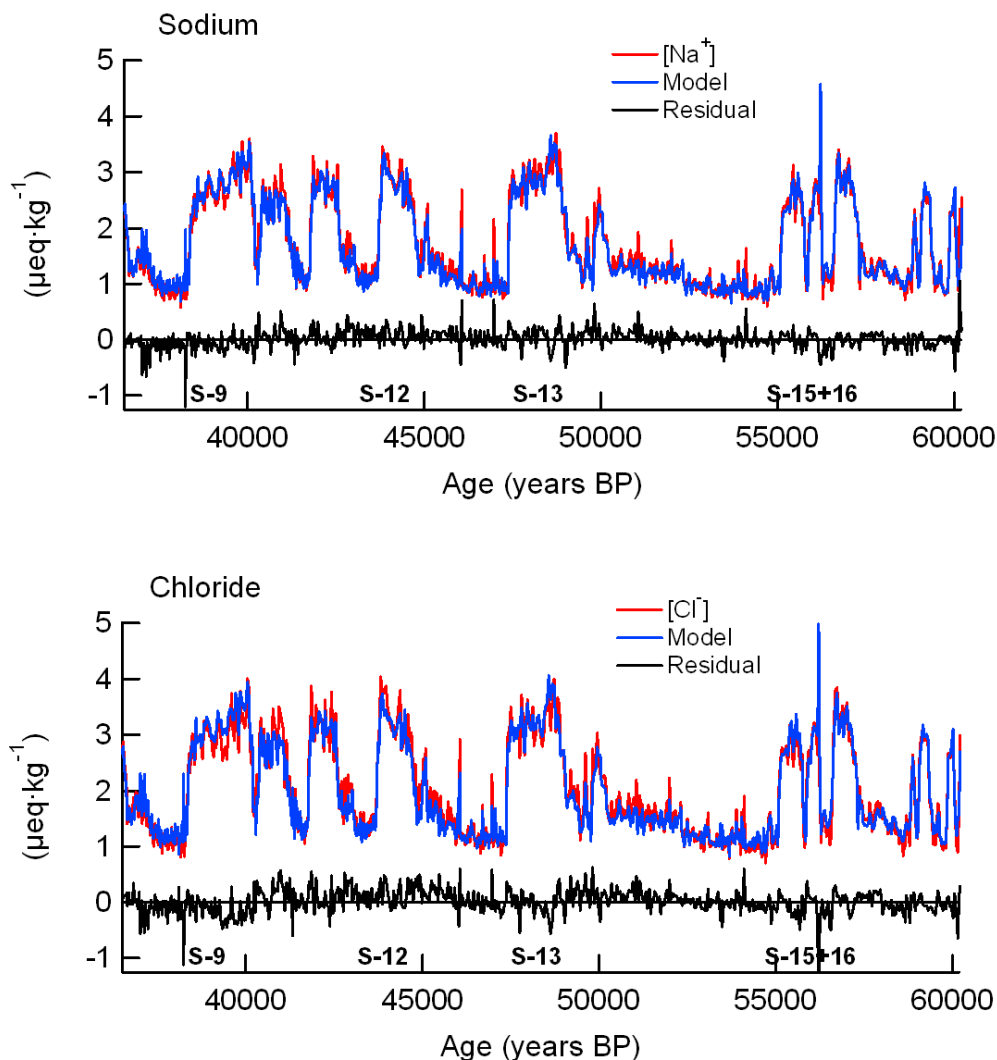 Sodium
[Na⁺]
Model
Residual
5
4
3
2
1
0
-1
(µeq·kg⁻¹)
S-9
S-12
S-13
S-15+16
40000
45000
50000
55000
60000
Age (years BP)
Chloride
[Cl⁻]
Model
Residual
5
4
3
2
1
0
-1
(µeq·kg⁻¹)
S-9
S-12
S-13
S-15+16
40000
45000
50000
55000
60000
Age (years BP)